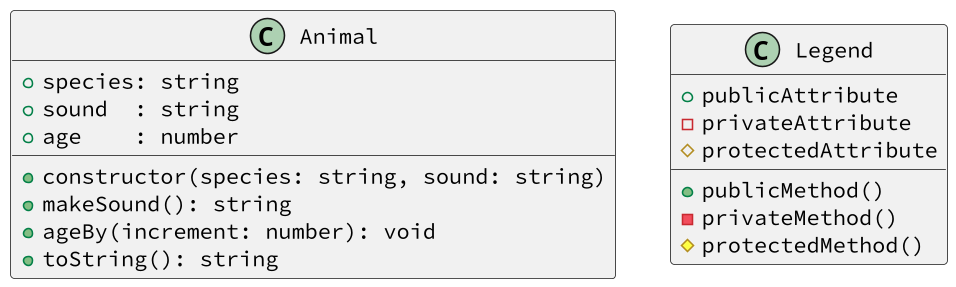 C Animal
species: string
sound  : string
age    : number
constructor(species: string, sound: string)
makeSound(): string
ageBy(increment: number): void
toString(): string
C Legend
publicAttribute
privateAttribute
protectedAttribute
publicMethod()
privateMethod()
protectedMethod()